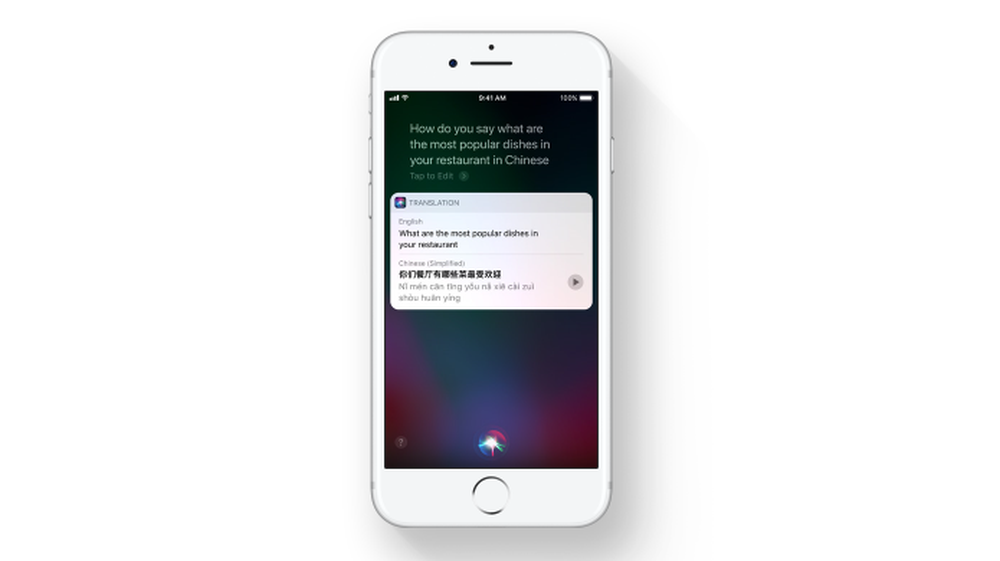 9:41 AM
100%
How do you say what are
the most popular dishes in
your restaurant in Chinese
Tap to Edit
TRANSLATION
English
What are the most popular dishes in
your restaurant
Chinese (Simplified)
你们餐厅有哪些菜最受欢迎
Nǐ mén cān tīng yǒu nǎ xiē cài zuì
shòu huān yíng
?